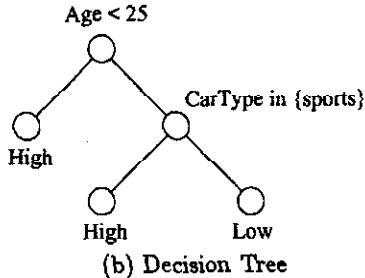 Age < 25
CarType in {sports}
High
High
Low
(b) Decision Tree